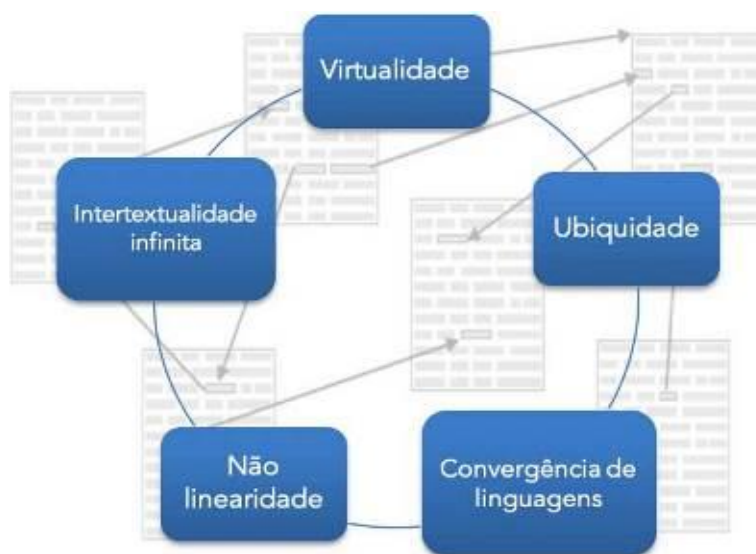 Virtualidade
Intertextualidade
infinita
Ubiquidade
Não
linearidade
Convergência de
linguagens